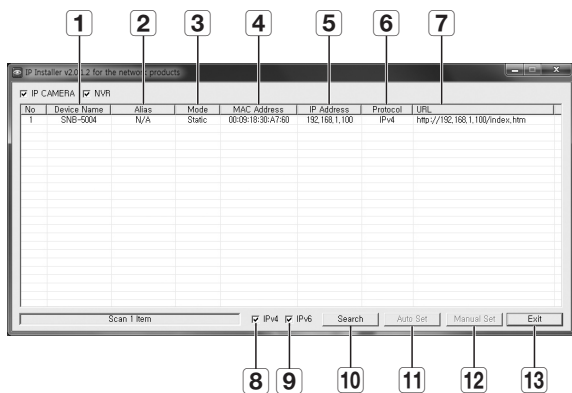 1 2 3 4 5 6 7
IP Installer v2.0.1.2 for the network products
IP CAMERA NVR
No Device Name Alias Mode MAC Address IP Address Protocol URL
1 SNB-5004 N/A Static 00:09:18:30:A7:60 192,168,1,100 IPv4 http://192,168,1,100/index,htm
Scan 1 Item IPv4 IPv6 Search Auto Set Manual Set Exit
8 9 10 11 12 13